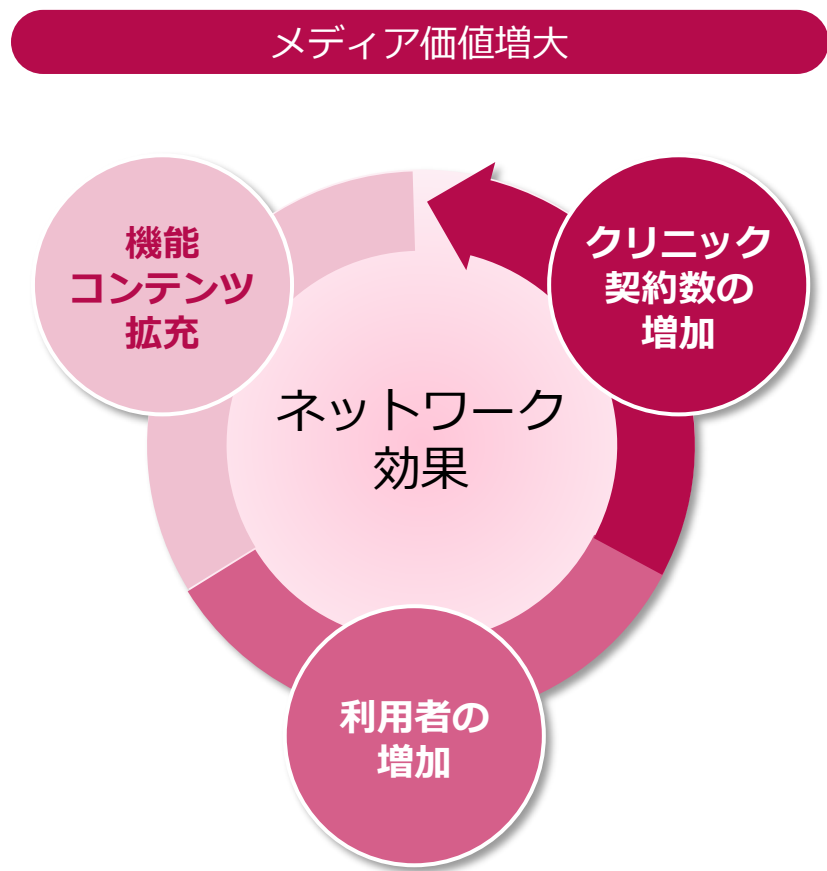 メディア価値増大
機能
コンテンツ
拡充
クリニック
契約数の
増加
ネットワーク
効果
利用者の
増加